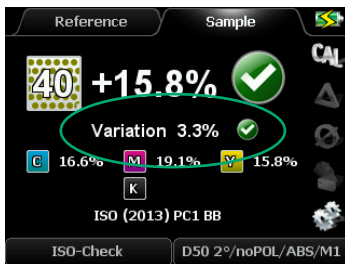 Reference Sample
CAL
40 +15.8%
Variation 3.3%
C 16.6% M 19.1% Y 15.8%
K
ISO (2013) PC1 BB
ISO-Check D50 2°/noPOL/ABS/M1